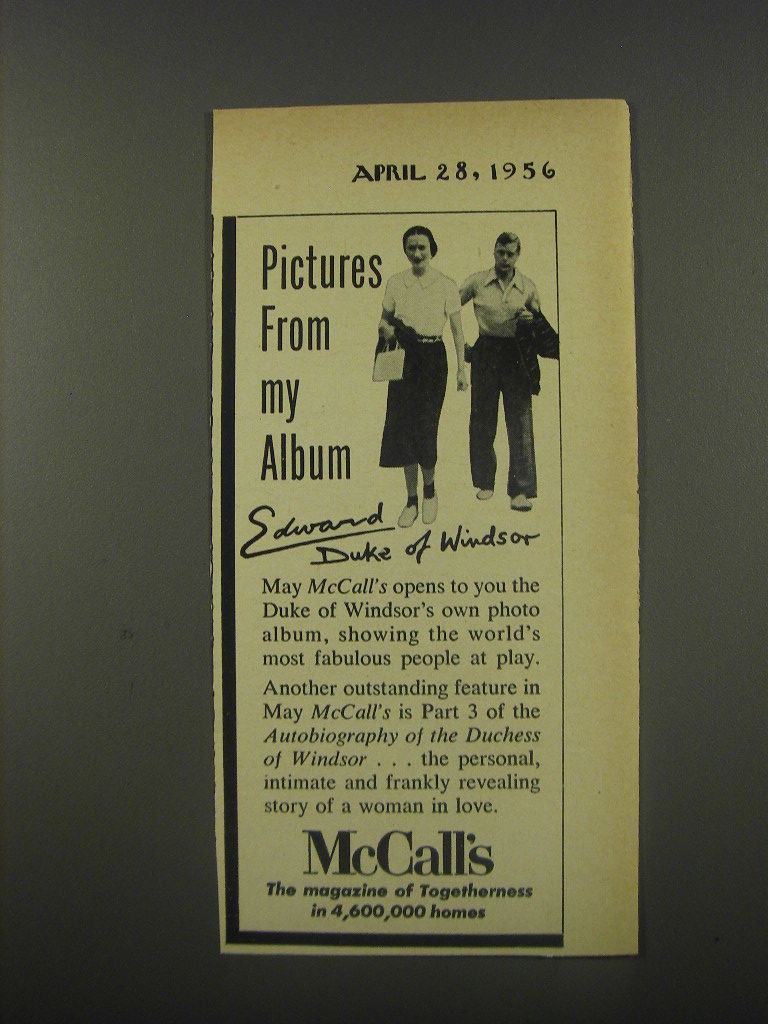 APRIL 28, 1956
Pictures
From
my
Album
Edward
Duke of Windsor
May McCall's opens to you the
Duke of Windsor's own photo
album, showing the world's
most fabulous people at play.
Another outstanding feature in
May McCall's is Part 3 of the
Autobiography of the Duchess
of Windsor . . . the personal,
intimate and frankly revealing
story of a woman in love.
McCall's
The magazine of Togetherness
in 4,600,000 homes